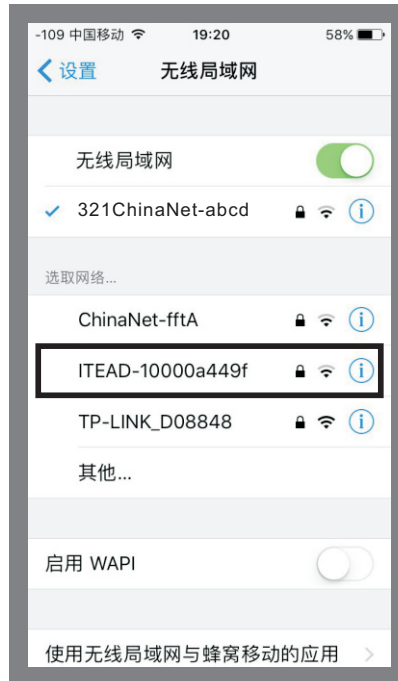 -109 中国移动 19:20 58%
设置 无线局域网
无线局域网
321ChinaNet-abcd
选取网络...
ChinaNet-fftA
ITEAD-10000a449f
TP-LINK_D08848
其他...
启用 WAPI
使用无线局域网与蜂窝移动的应用